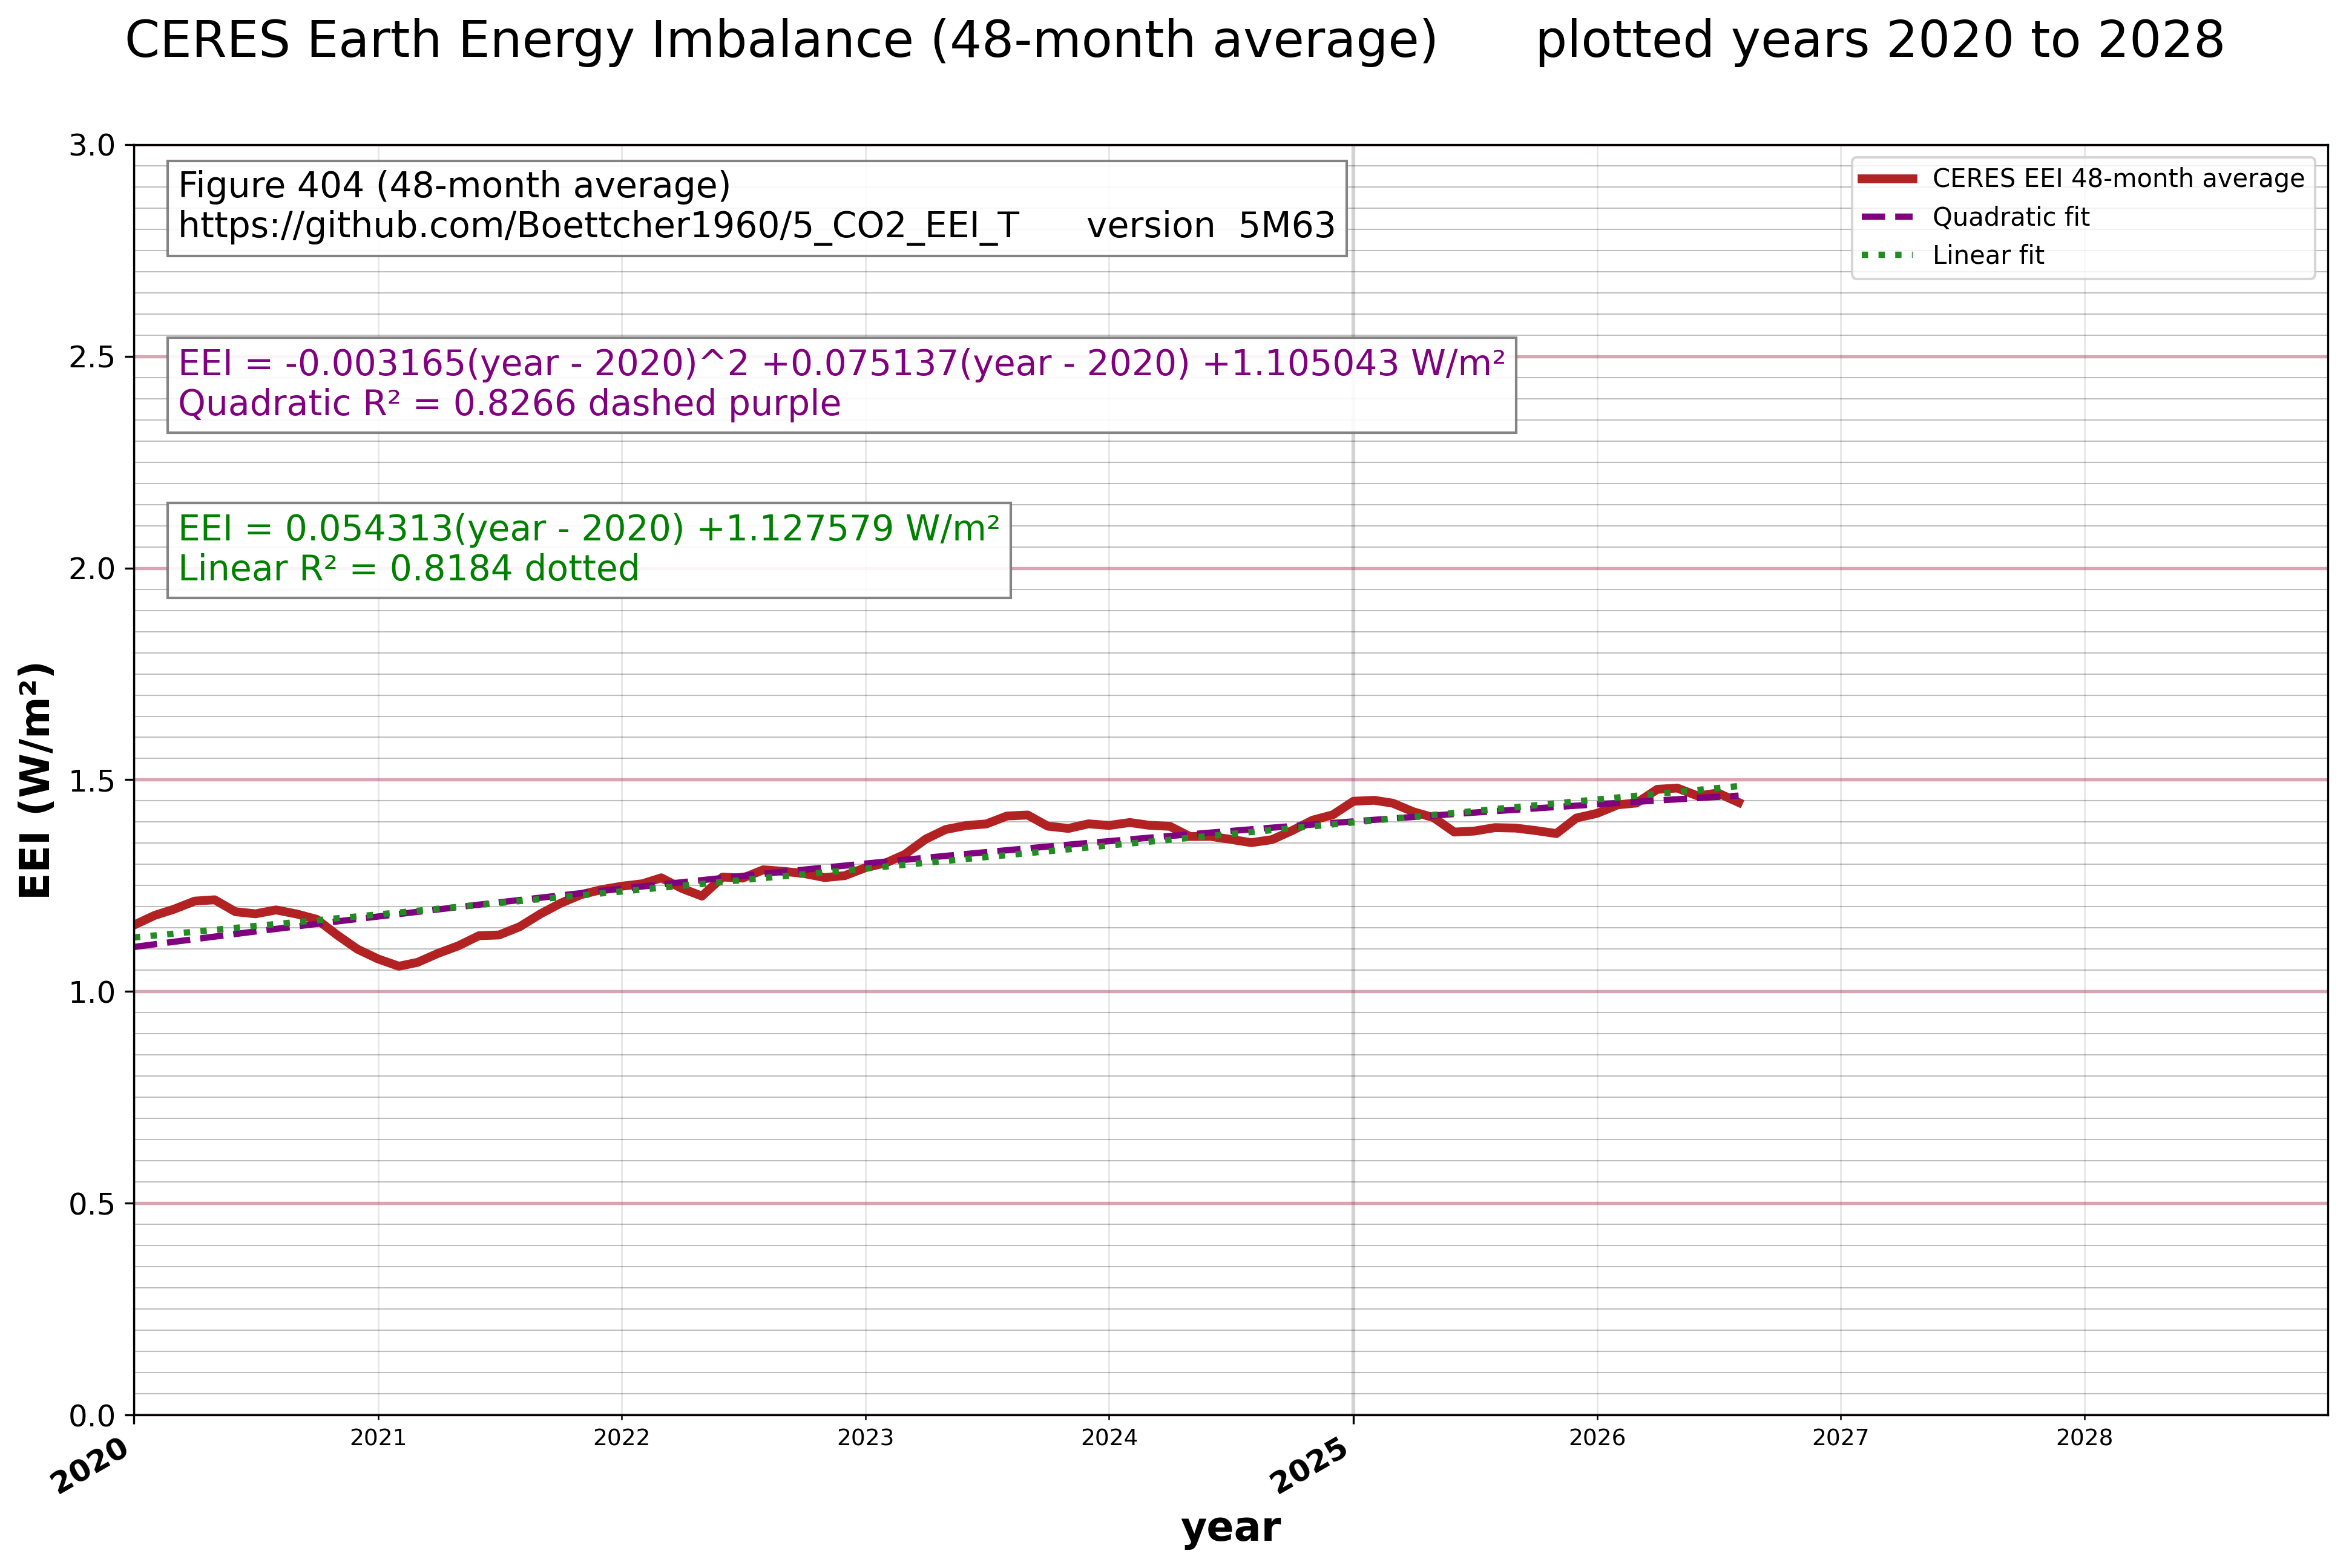 CERES Earth Energy Imbalance (48-month average)      plotted years 2020 to 2028
Figure 404 (48-month average)
https://github.com/Boettcher1960/5_CO2_EEI_T      version  5M63
CERES EEI 48-month average
Quadratic fit
Linear fit
EEI = -0.003165(year - 2020)^2 +0.075137(year - 2020) +1.105043 W/m²
Quadratic R² = 0.8266 dashed purple
EEI = 0.054313(year - 2020) +1.127579 W/m²
Linear R² = 0.8184 dotted
EEI (W/m²)
3.0
2.5
2.0
1.5
1.0
0.5
0.0
2020
2021
2022
2023
2024
2025
2026
2027
2028
year